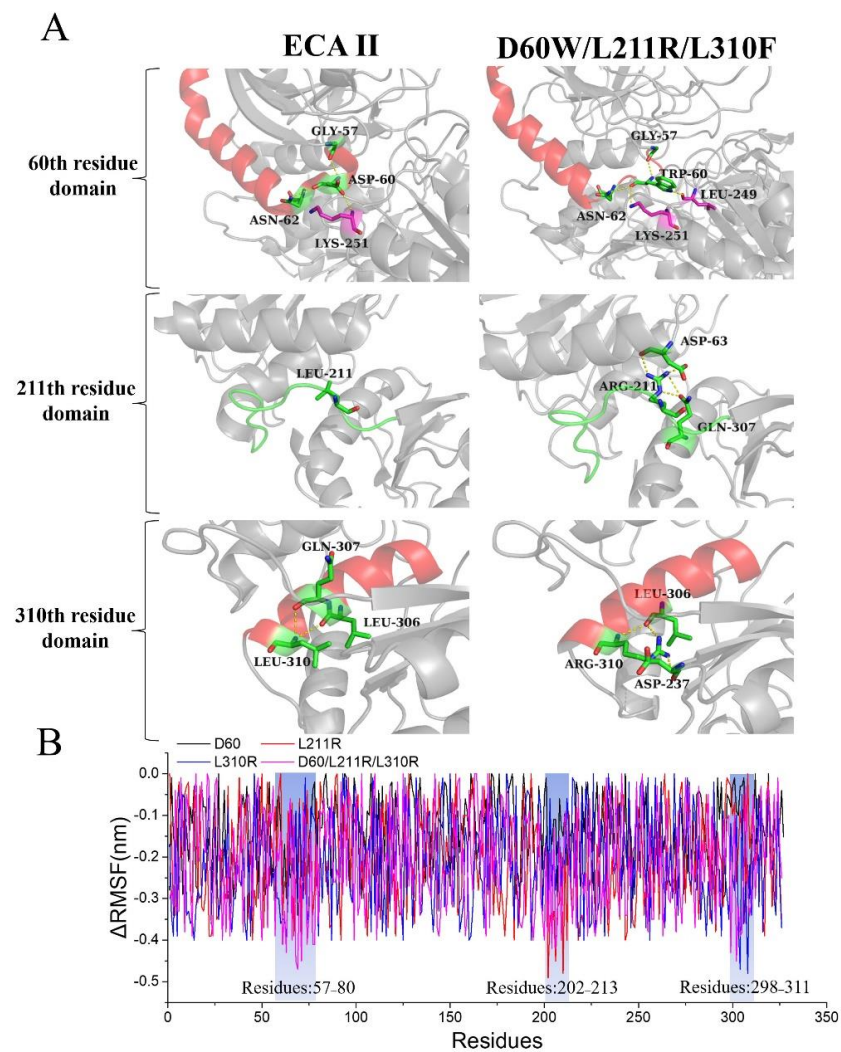 A
ECA II
D60W/L211R/L310F
60th residue
domain
GLY-57
ASP-60
ASN-62
LYS-251
GLY-57
TRP-60
LEU-249
ASN-62
LYS-251
211th residue
domain
LEU-211
ASP-63
ARG-211
GLN-307
310th residue
domain
GLN-307
LEU-306
LEU-310
LEU-306
ARG-310
ASP-237
B
D60
L211R
L310R
D60/L211R/L310R
ΔRMSF(nm)
0.0
-0.1
-0.2
-0.3
-0.4
-0.5
Residues:57-80
Residues:202-213
Residues:298-311
0 50 100 150 200 250 300 350
Residues